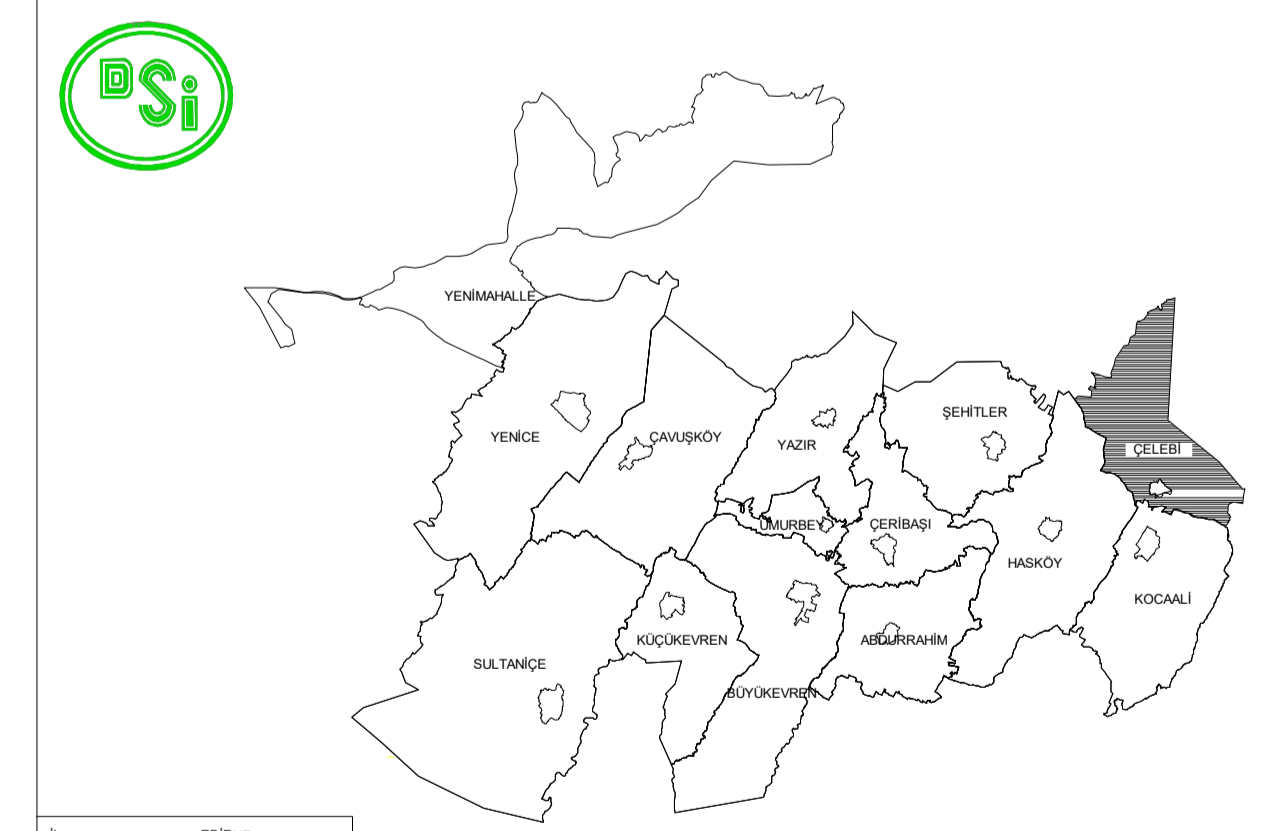 DSi
YENİMAHALLE
YENİCE
ÇAVUŞKÖY
YAZIR
ŞEHİTLER
ÇELEBİ
UMURBEY
ÇERİBAŞI
HASKÖY
KOCAALİ
KÜÇÜKEVREN
ABDURRAHİM
SULTANİÇE
BÜYÜKEVREN